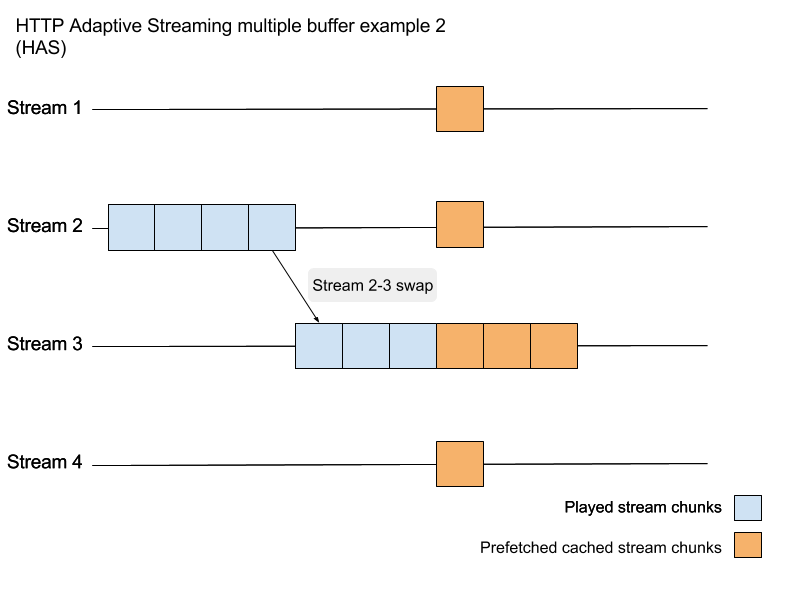 HTTP Adaptive Streaming multiple buffer example 2
(HAS)
Stream 1
Stream 2
Stream 2-3 swap
Stream 3
Stream 4
Played stream chunks
Prefetched cached stream chunks